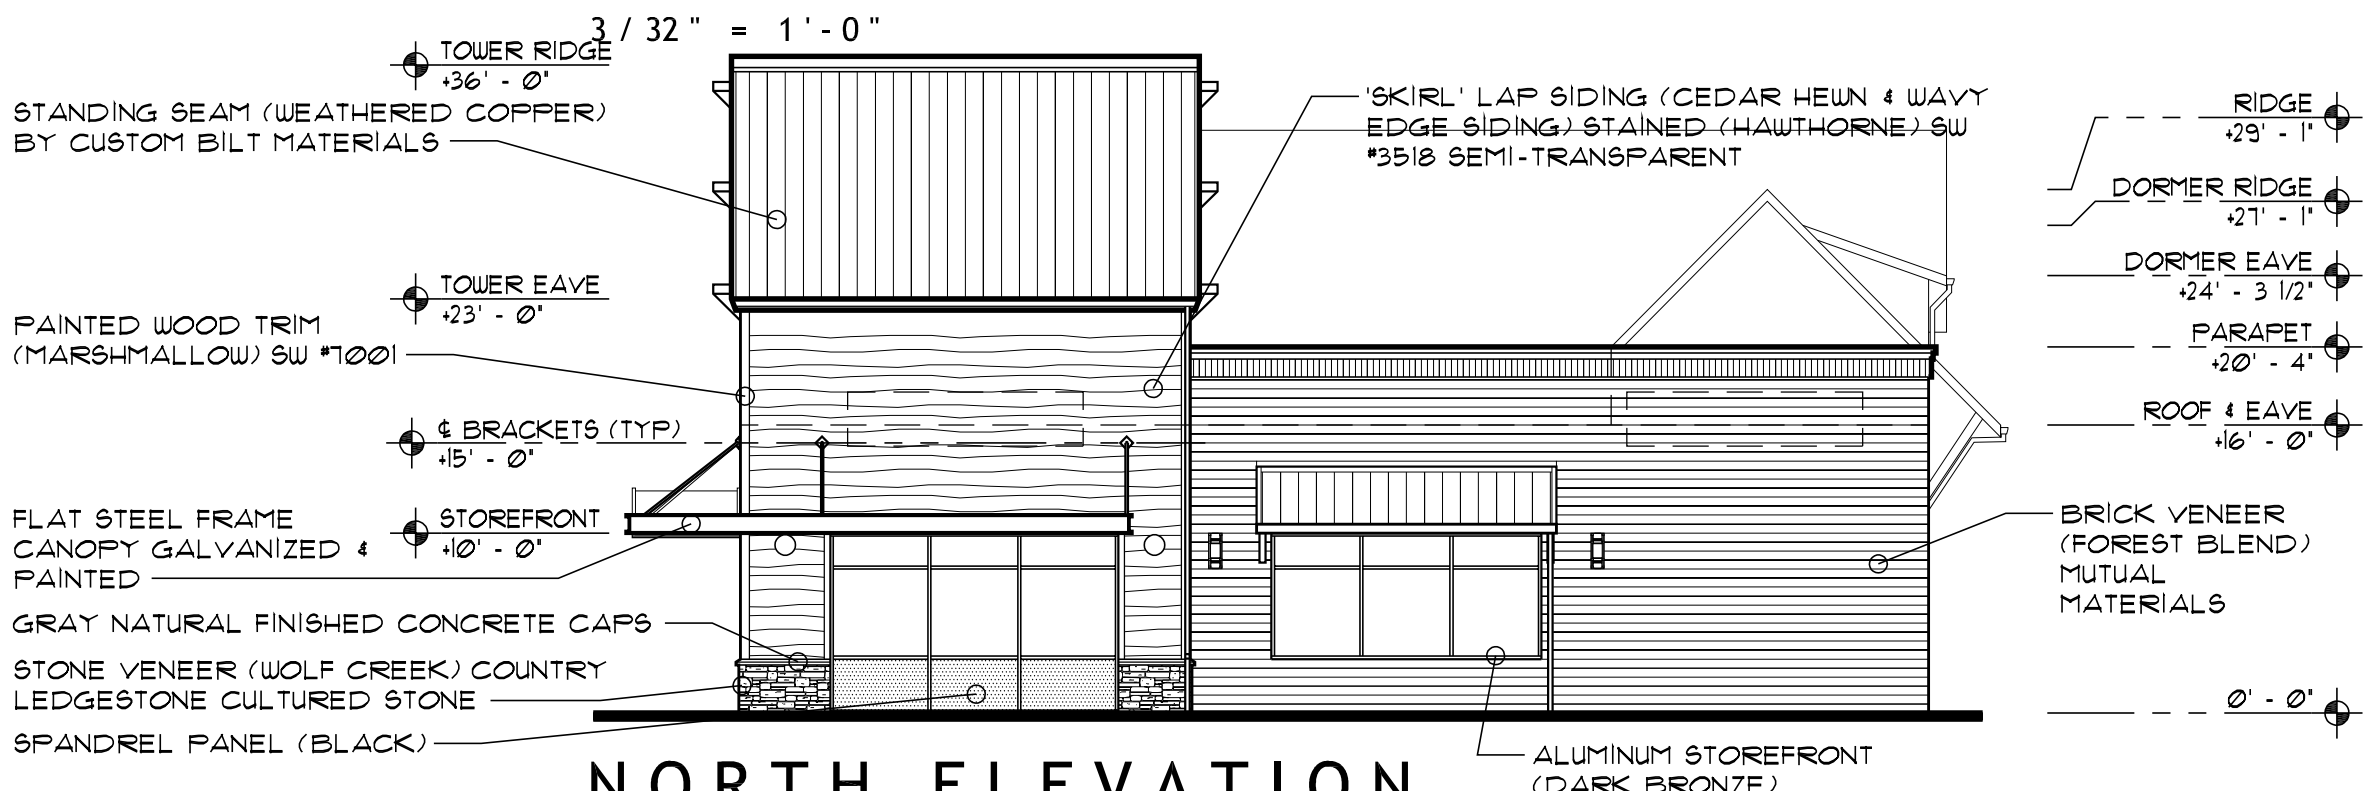 3/32" = 1'-0"
TOWER RIDGE
+36' - 0"
STANDING SEAM (WEATHERED COPPER)
BY CUSTOM BILT MATERIALS
TOWER EAVE
+23' - 0"
PAINTED WOOD TRIM
(MARSHMALLOW) SW #7001
℄ BRACKETS (TYP)
+15' - 0"
STOREFRONT
+10' - 0"
FLAT STEEL FRAME
CANOPY GALVANIZED &
PAINTED
GRAY NATURAL FINISHED CONCRETE CAPS
STONE VENEER (WOLF CREEK) COUNTRY
LEDGESTONE CULTURED STONE
SPANDREL PANEL (BLACK)
'SKIRL' LAP SIDING (CEDAR HEWN & WAVY
EDGE SIDING) STAINED (HAWTHORNE) SW
#3518 SEMI-TRANSPARENT
RIDGE
+29' - 1"
DORMER RIDGE
+27' - 1"
DORMER EAVE
+24' - 3 1/2"
PARAPET
+20' - 4"
ROOF & EAVE
+16' - 0"
BRICK VENEER
(FOREST BLEND)
MUTUAL
MATERIALS
0' - 0"
ALUMINUM STOREFRONT
(DARK BRONZE)
NORTH ELEVATION